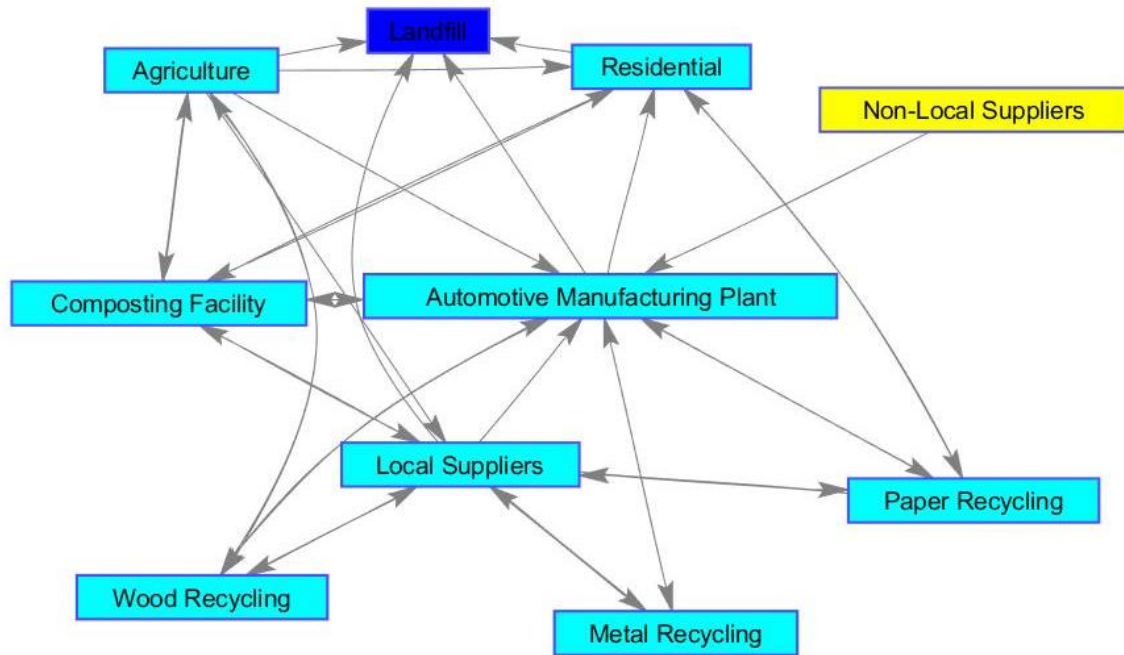 Landfill
Agriculture
Residential
Non-Local Suppliers
Composting Facility
Automotive Manufacturing Plant
Local Suppliers
Paper Recycling
Wood Recycling
Metal Recycling